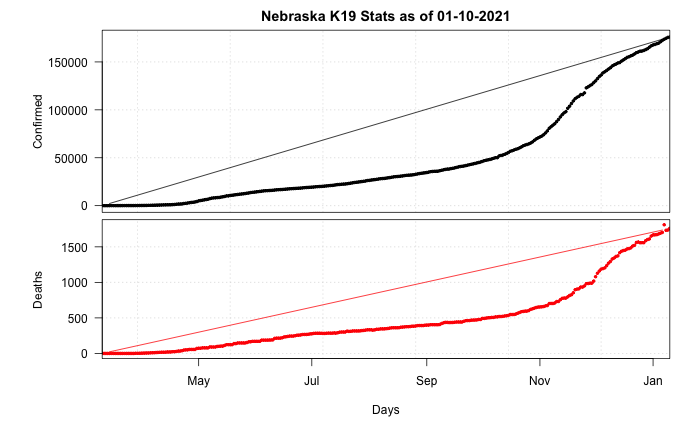 Nebraska K19 Stats as of 01-10-2021
Confirmed
150000
100000
50000
0
Deaths
1500
1000
500
0
May Jul Sep Nov Jan
Days